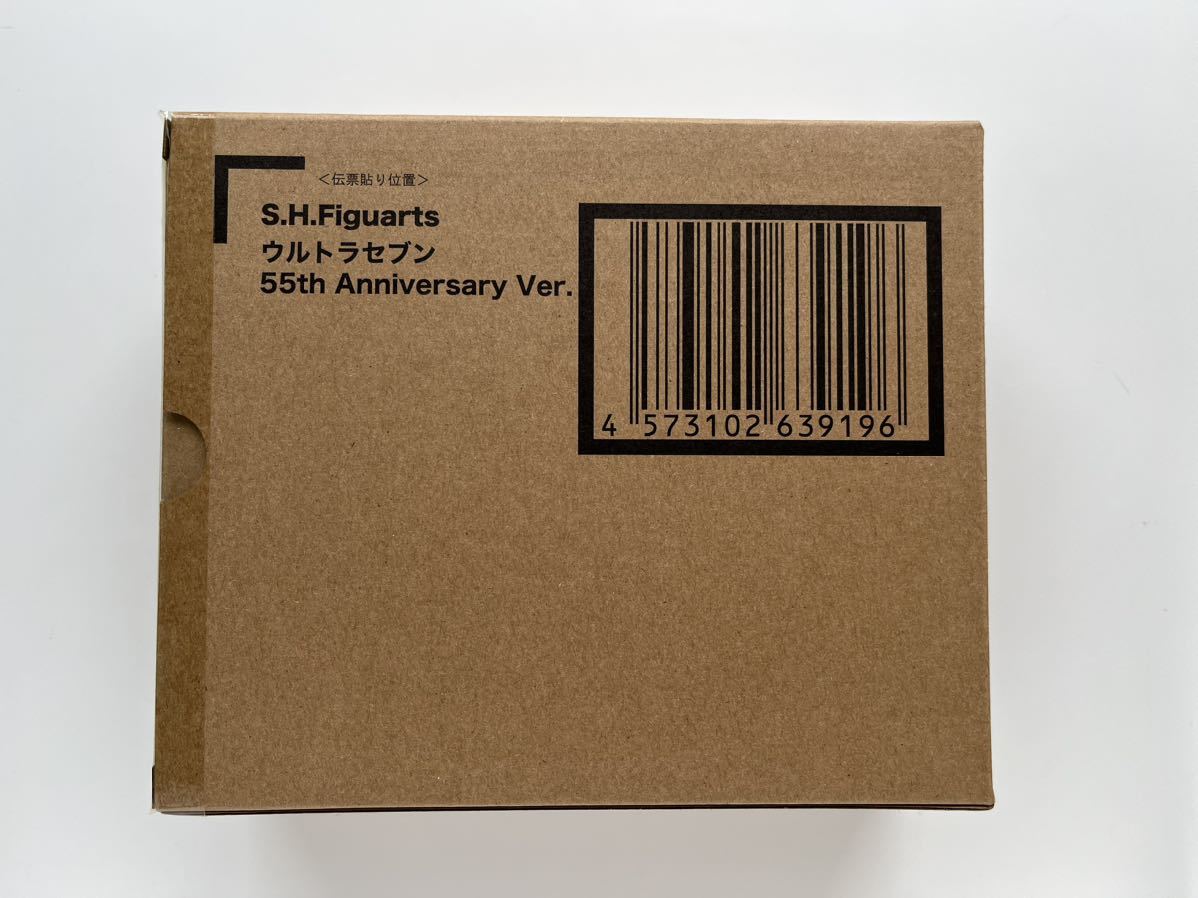 ＜伝票貼り位置＞
S.H.Figuarts
ウルトラセブン
55th Anniversary Ver.
4 573102 639196